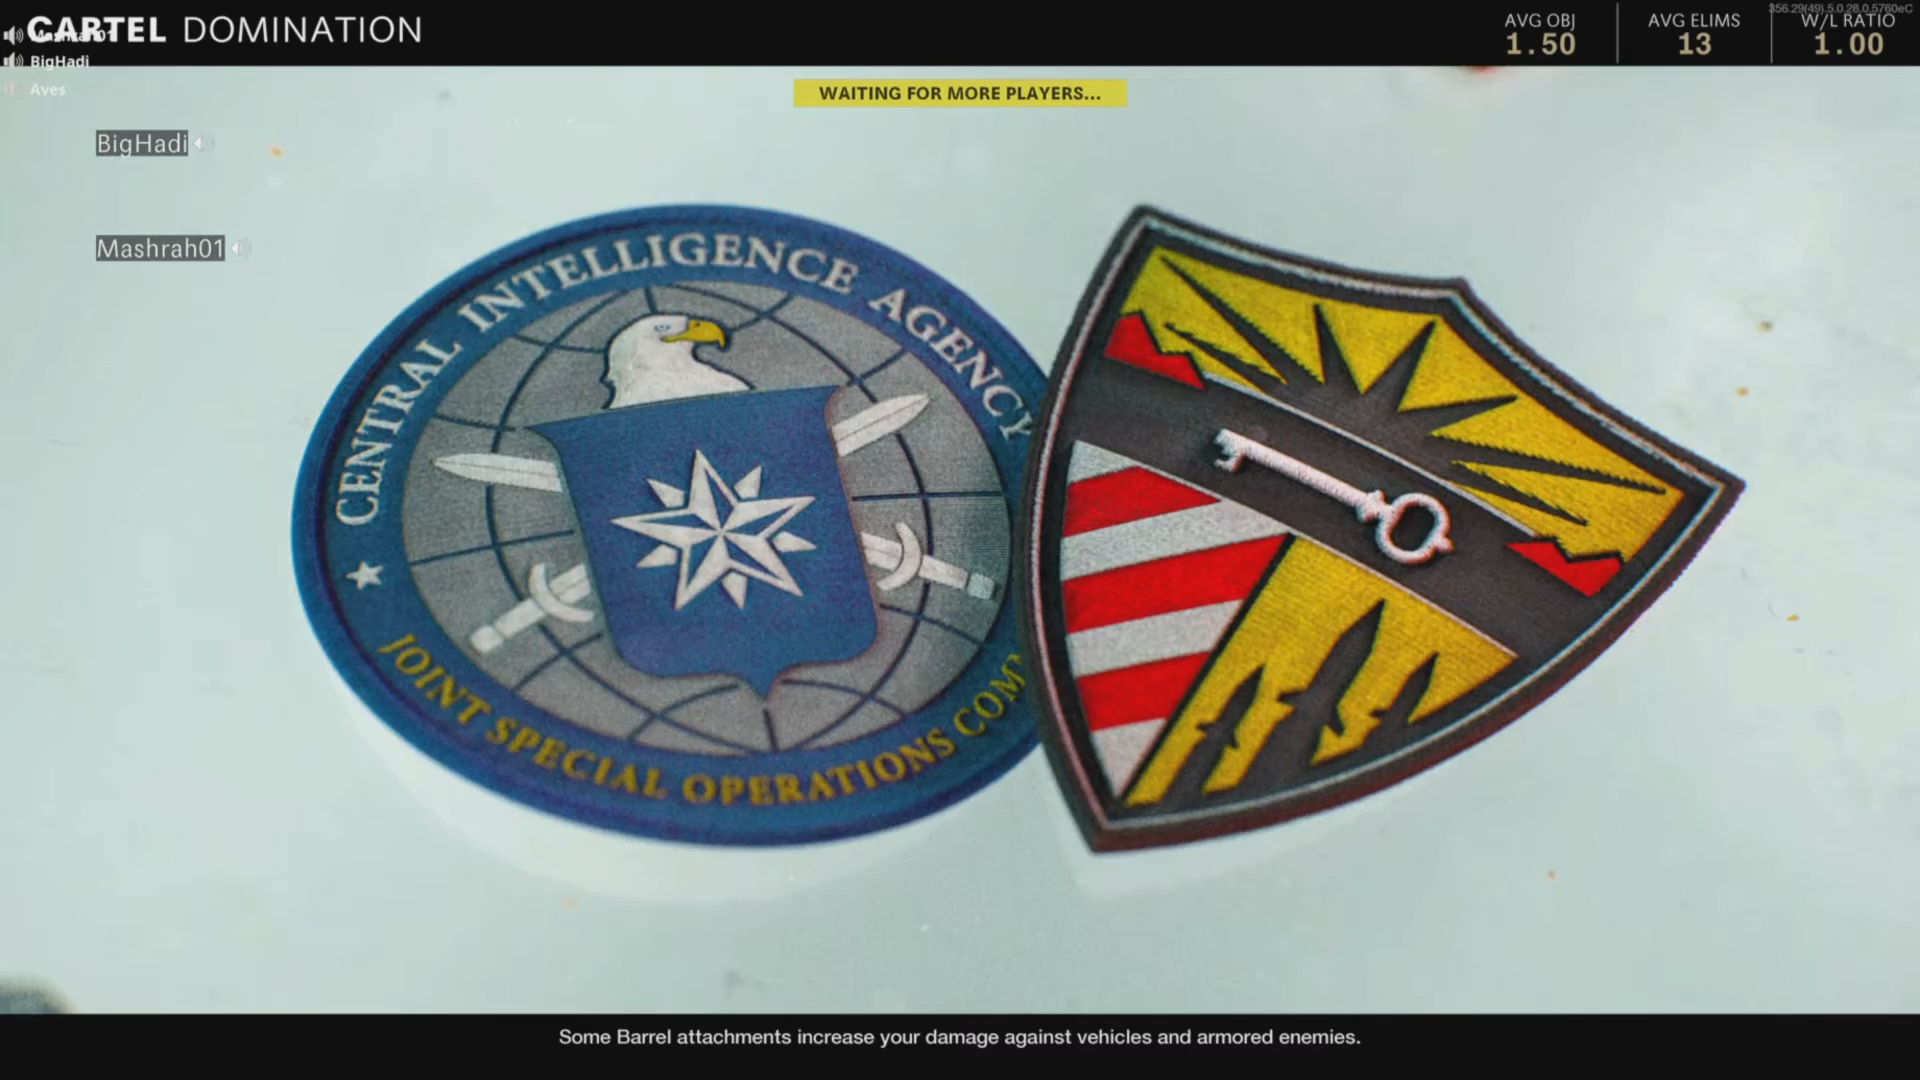 CARTEL DOMINATION
BigHadi
Aves
AVG OBJ
1.50
AVG ELIMS
13
W/L RATIO
1.00
WAITING FOR MORE PLAYERS...
BigHadi
Mashrah01
CENTRAL INTELLIGENCE AGENCY
JOINT SPECIAL OPERATIONS COM
Some Barrel attachments increase your damage against vehicles and armored enemies.